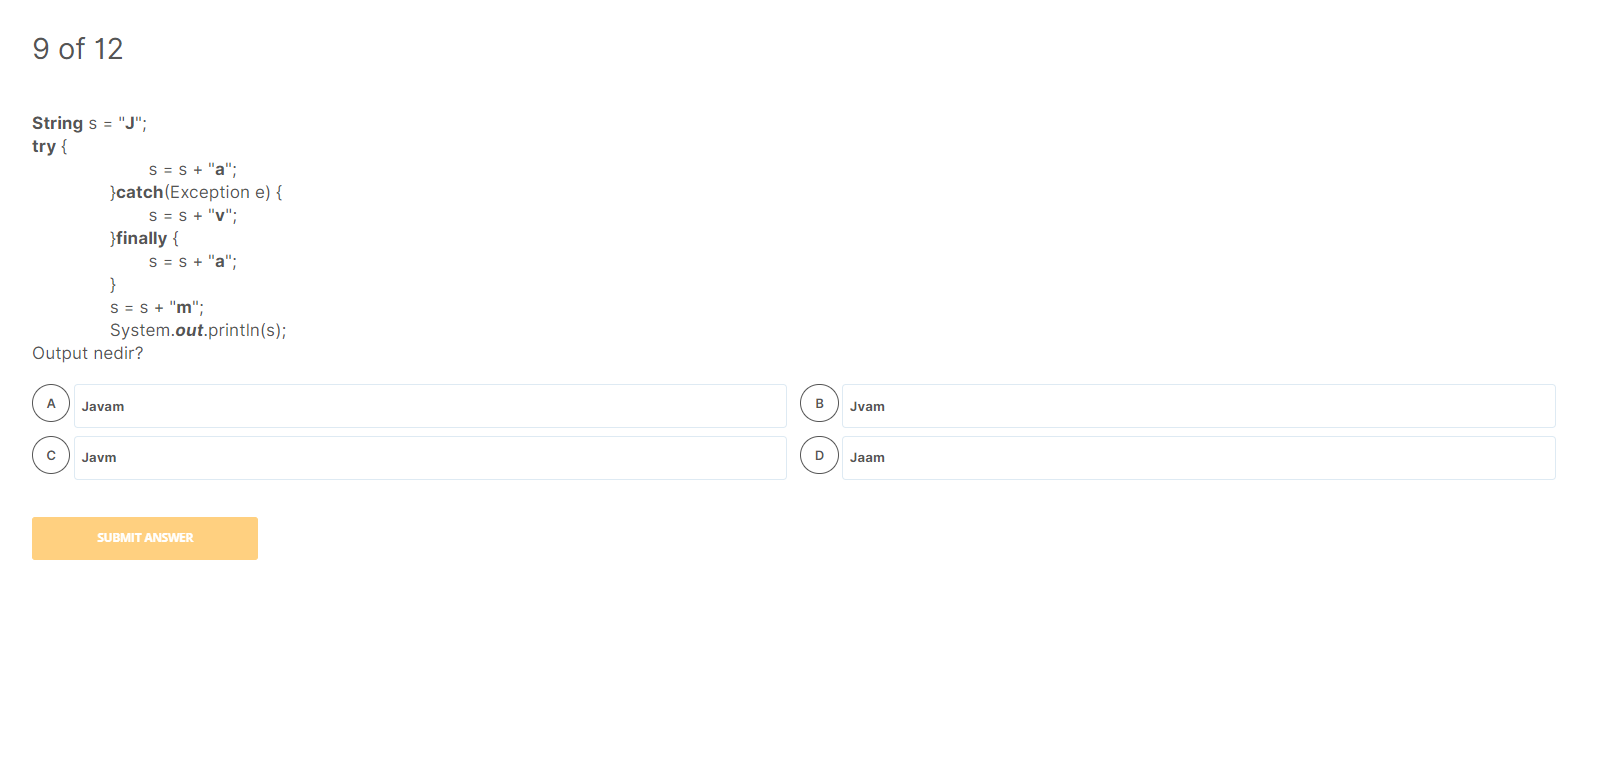 9 of 12
String s = "J";
try {
s = s + "a";
}catch(Exception e) {
s = s + "v";
}finally {
s = s + "a";
}
s = s + "m";
System.out.println(s);
Output nedir?
A Javam
B Jvam
C Javm
D Jaam
SUBMIT ANSWER